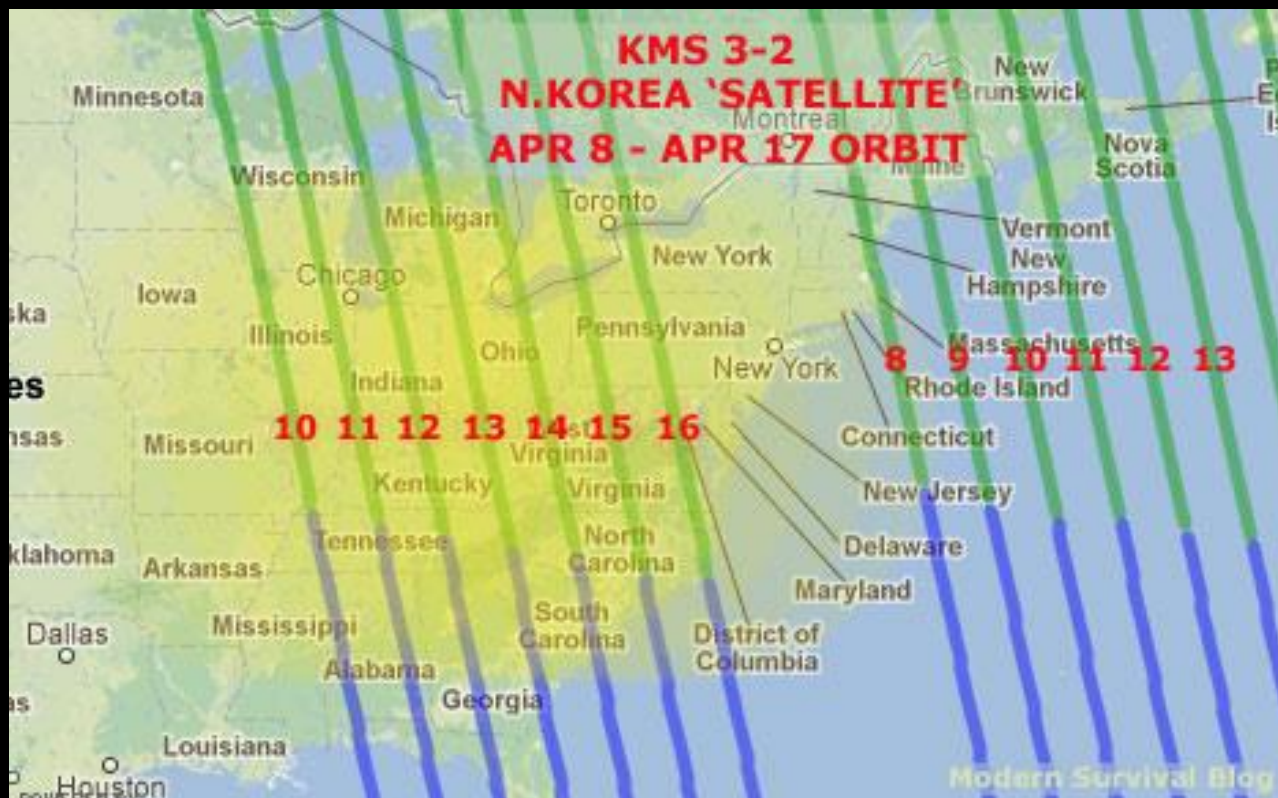 KMS 3-2
N.KOREA ‘SATELLITE’
APR 8 - APR 17 ORBIT
New
Brunswick
Minnesota
Montreal
Nova
Scotia
Maine
Wisconsin
Michigan
Toronto
Vermont
New York
New
Hampshire
Chicago
Iowa
Illinois
Pennsylvania
Massachusetts
Ohio
New York
8 9 10 11 12 13
Indiana
Rhode Island
es
10 11 12 13 14 15 16
Connecticut
Missouri
Virginia
Kentucky
Virginia
New Jersey
Tennessee
North
Carolina
Delaware
klahoma
Arkansas
Maryland
Mississippi
South
Carolina
Dallas
District of
Columbia
Alabama
Georgia
Louisiana
Houston
Modern Survival Blog